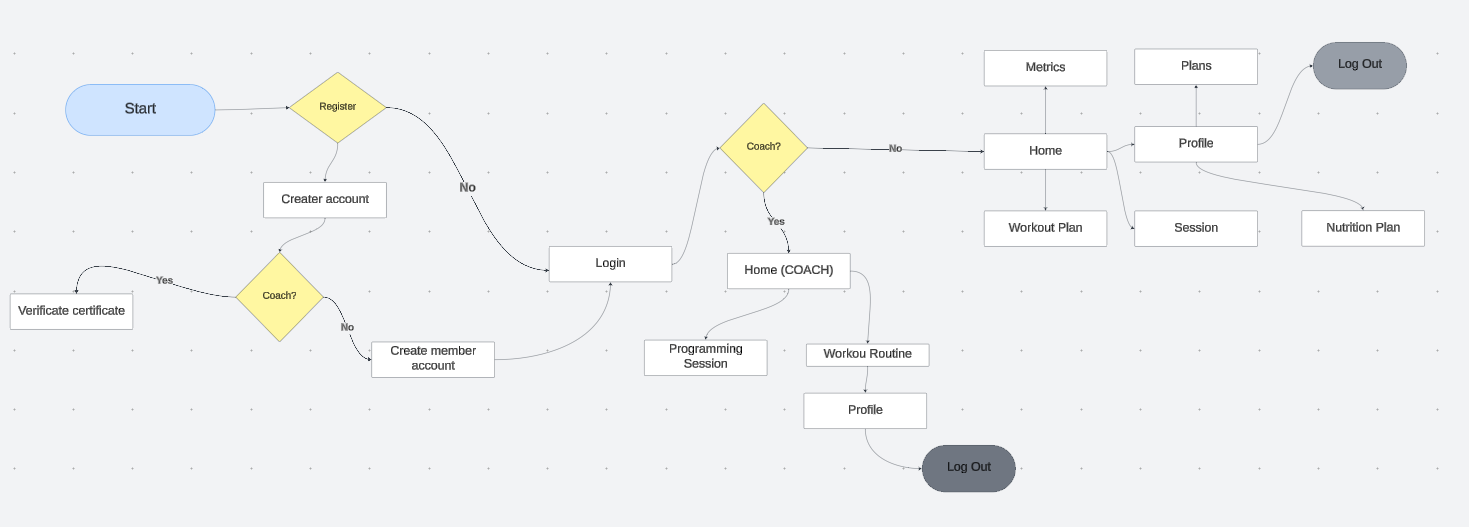 Start
Register
No
Creater account
Coach?
Yes
Verificate certificate
No
Create member
account
Login
Coach?
No
Yes
Home (COACH)
Programming
Session
Workou Routine
Profile
Log Out
Metrics
Home
Workout Plan
Plans
Profile
Session
Nutrition Plan
Log Out